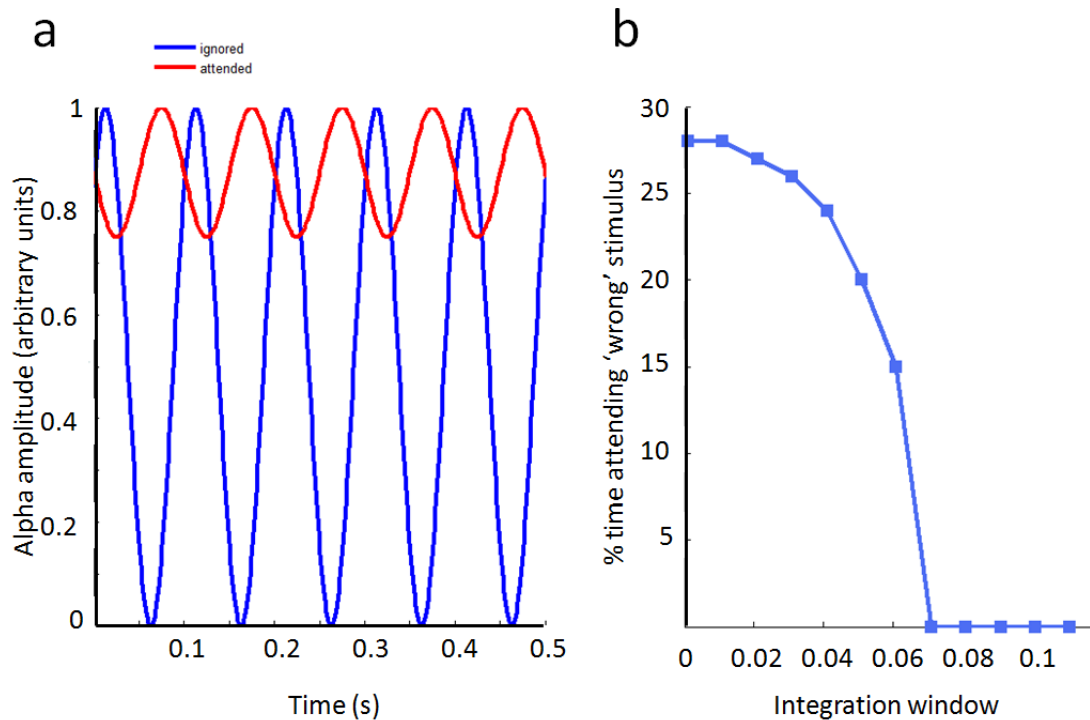 a
ignored
attended
Alpha amplitude (arbitrary units)
1
0.8
0.6
0.4
0.2
0
0.1
0.2
0.3
0.4
0.5
Time (s)
b
% time attending ‘wrong’ stimulus
30
25
20
15
10
5
0
0.02
0.04
0.06
0.08
0.1
Integration window